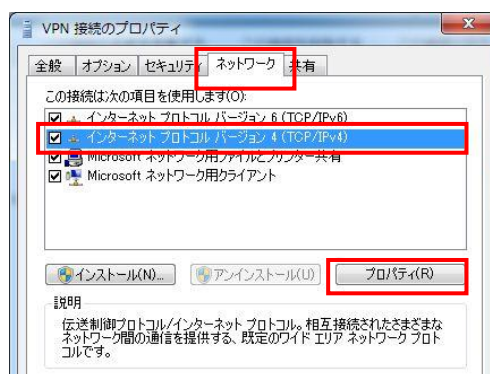 VPN 接続のプロパティ
全般 オプション セキュリティ ネットワーク 共有
この接続は次の項目を使用します(O):
インターネット プロトコル バージョン 6 (TCP/IPv6)
インターネット プロトコル バージョン 4 (TCP/IPv4)
Microsoft ネットワーク用ファイルとプリンター共有
Microsoft ネットワーク用クライアント
インストール(N)... アンインストール(U) プロパティ(R)
説明
伝送制御プロトコル/インターネット プロトコル。相互接続されたさまざまな
ネットワーク間の通信を提供する、既定のワイド エリア ネットワーク プロト
コルです。